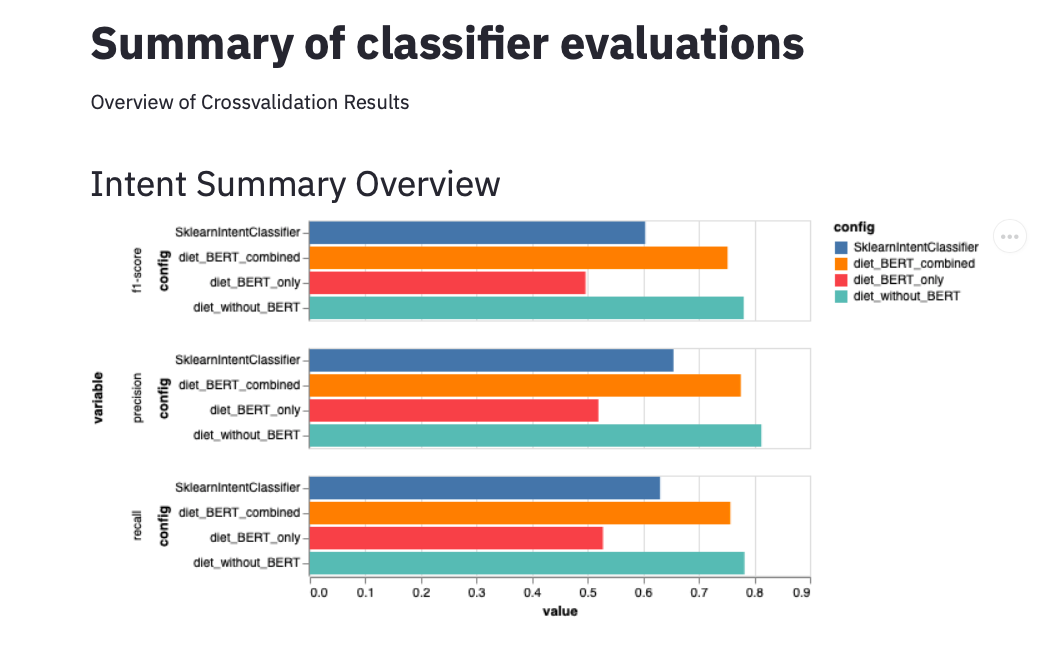 Summary of classifier evaluations
Overview of Crossvalidation Results
Intent Summary Overview
variable
f1-score
config
SklearnIntentClassifier
diet_BERT_combined
diet_BERT_only
diet_without_BERT
precision
config
SklearnIntentClassifier
diet_BERT_combined
diet_BERT_only
diet_without_BERT
recall
config
SklearnIntentClassifier
diet_BERT_combined
diet_BERT_only
diet_without_BERT
0.0 0.1 0.2 0.3 0.4 0.5 0.6 0.7 0.8 0.9
value
config
SklearnIntentClassifier
diet_BERT_combined
diet_BERT_only
diet_without_BERT